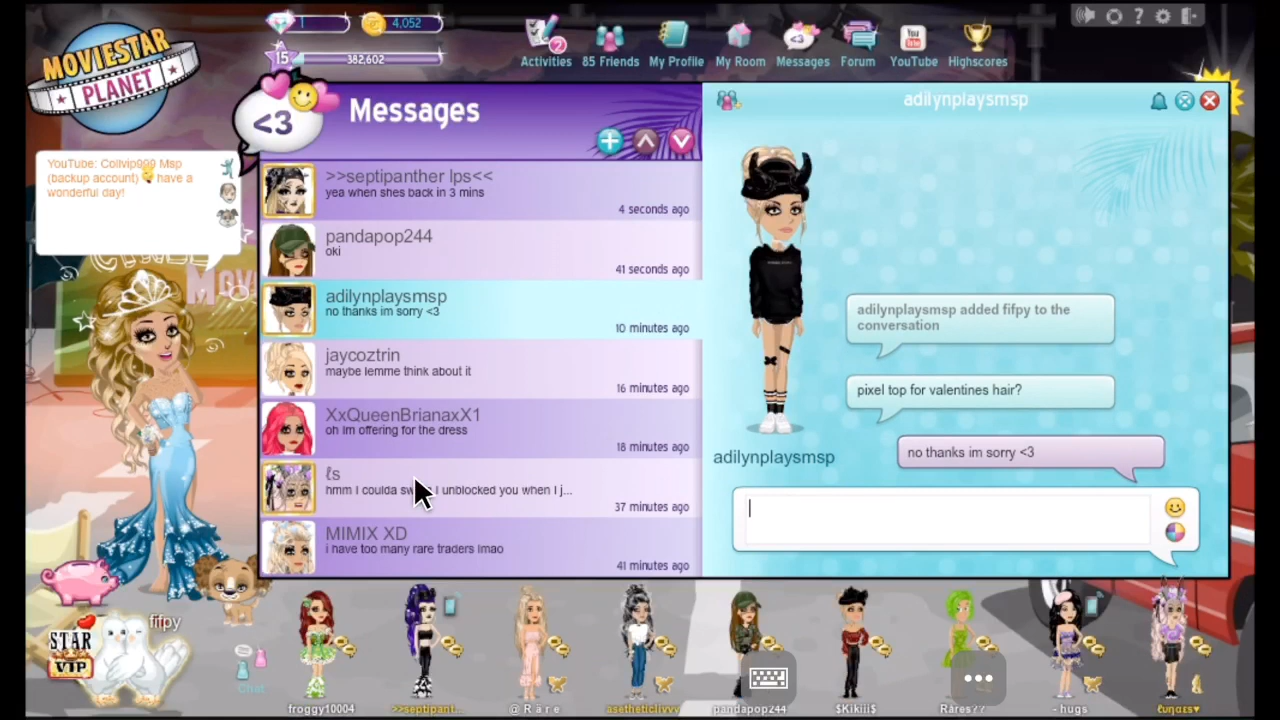 MOVIESTAR
PLANET
1
4,052
15
382,602
2
Activities
85 Friends
My Profile
My Room
Messages
Forum
You
Tube
YouTube
Highscores
<3
Messages
YouTube: Collvip999 Msp
(backup account) have a
wonderful day!
>>septipanther lps<<
yea when shes back in 3 mins
4 seconds ago
pandapop244
oki
41 seconds ago
adilynplaysmsp
no thanks im sorry <3
10 minutes ago
jaycoztrin
maybe lemme think about it
16 minutes ago
XxQueenBrianaxX1
oh im offering for the dress
18 minutes ago
ℓs
hmm I coulda I unblocked you when I j...
37 minutes ago
MIMIX XD
i have too many rare traders lmao
41 minutes ago
adilynplaysmsp
adilynplaysmsp added fifpy to the
conversation
pixel top for valentines hair?
no thanks im sorry <3
adilynplaysmsp
fifpy
STAR
VIP
Chat
froggy10004
>>septipant...
@ R ä r e
asetheticlivvy
pandapop244
$Kikiii$
Rares??
- hugs